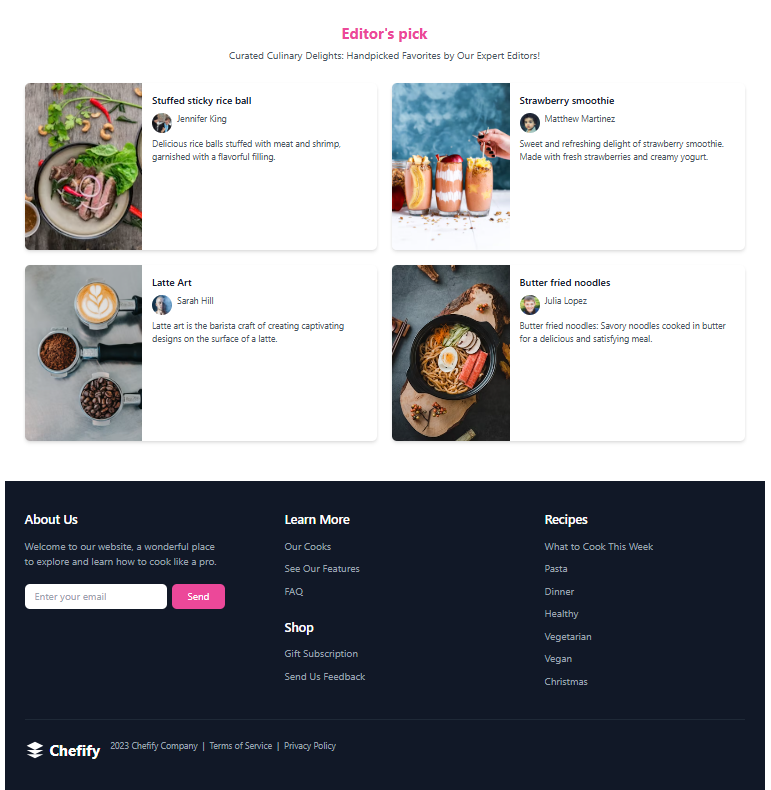 Editor's pick
Curated Culinary Delights: Handpicked Favorites by Our Expert Editors!
Stuffed sticky rice ball
Jennifer King
Delicious rice balls stuffed with meat and shrimp,
garnished with a flavorful filling.
Strawberry smoothie
Matthew Martinez
Sweet and refreshing delight of strawberry smoothie.
Made with fresh strawberries and creamy yogurt.
Latte Art
Sarah Hill
Latte art is the barista craft of creating captivating
designs on the surface of a latte.
Butter fried noodles
Julia Lopez
Butter fried noodles: Savory noodles cooked in butter
for a delicious and satisfying meal.
About Us
Welcome to our website, a wonderful place
to explore and learn how to cook like a pro.
Enter your email
Send
Learn More
Our Cooks
See Our Features
FAQ
Shop
Gift Subscription
Send Us Feedback
Recipes
What to Cook This Week
Pasta
Dinner
Healthy
Vegetarian
Vegan
Christmas
Chefify
2023 Chefify Company | Terms of Service | Privacy Policy